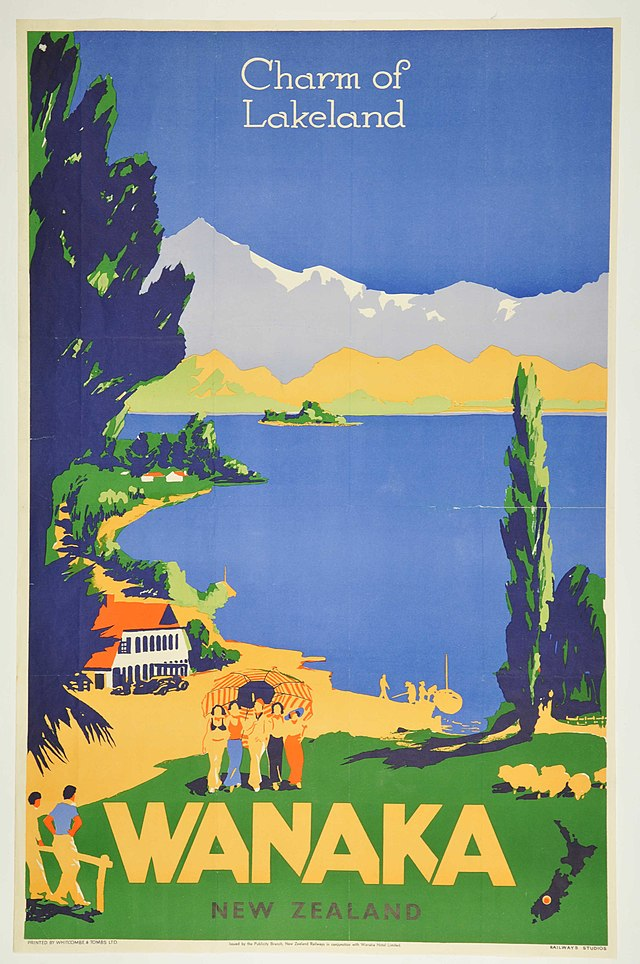 Charm of
Lakeland
WANAKA
NEW ZEALAND
PRINTED BY WHITCOMBE & TOMBS LTD.
Issued by the Publicity Branch, New Zealand Railways in conjunction with Wanaka Hotel Limited.
RAILWAYS STUDIOS